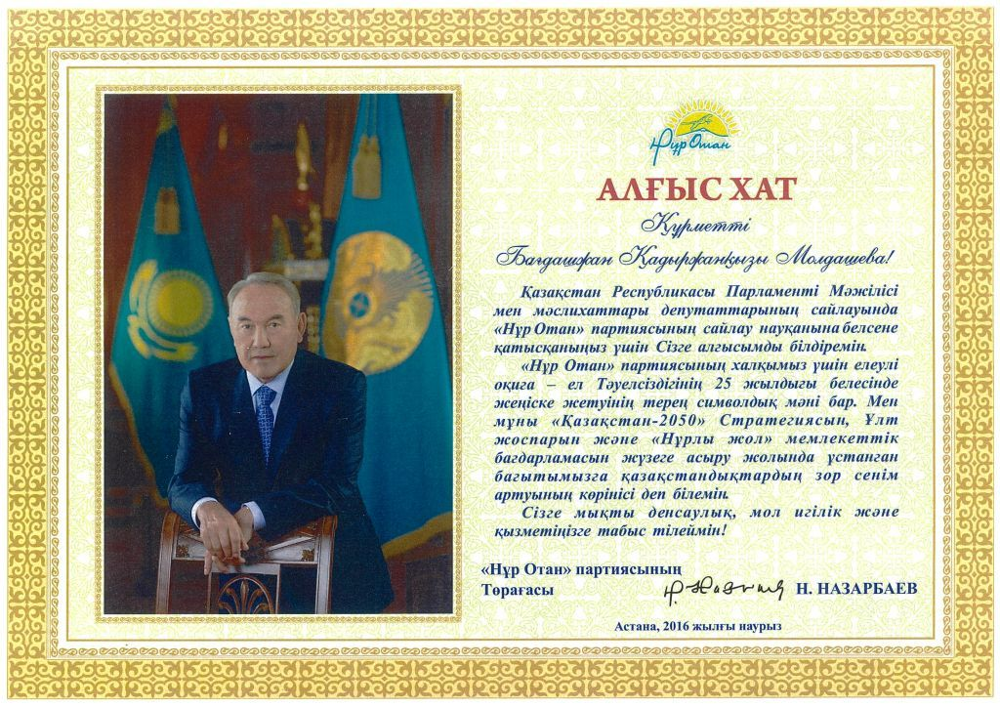 Нұр Отан
АЛҒЫС ХАТ
Құрметті
Бағдашжан Қадыржанқызы Молдашева!
Қазақстан Республикасы Парламенті Мәжілісі
мен мәслихаттары депутаттарының сайлауында
«Нұр Отан» партиясының сайлау науқанына белсене
қатысқаныңыз үшін Сізге алғысымды білдіремін.
«Нұр Отан» партиясының халқымыз үшін елеулі
оқиға – ел Тәуелсіздігінің 25 жылдығы белесінде
жеңіске жетуінің терең символдық мәні бар. Мен
мұны «Қазақстан-2050» Стратегиясын, Ұлт
жоспарын және «Нұрлы жол» мемлекеттік
бағдарламасын жүзеге асыру жолында ұстанған
бағытымызға қазақстандықтардың зор сенім
артуының көрінісі деп білемін.
Сізге мықты денсаулық, мол игілік және
қызметіңізге табыс тілеймін!
«Нұр Отан» партиясының
Төрағасы Н. НАЗАРБАЕВ
Астана, 2016 жылғы наурыз